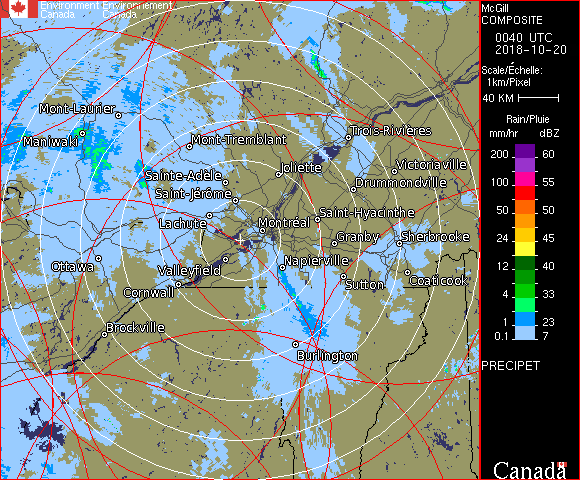 Environment Environnement
Canada Canada
McGill
COMPOSITE
0040 UTC
2018-10-20
Scale/Échelle:
1km/Pixel
40 KM
Rain/Pluie
mm/hr dBZ
200 60
100 55
50 50
24 45
12 40
4 33
1 23
0.1 7
PRECIPET
Canada
Mont-Laurier
Maniwaki
Mont-Tremblant
Trois-Rivières
Joliette
Victoriaville
Sainte-Adèle
Drummondville
Saint-Jérôme
Lachute
Saint-Hyacinthe
Montréal
Granby
Sherbrooke
Ottawa
Valleyfield
Napierville
Cornwall
Sutton
Coaticook
Brockville
Burlington